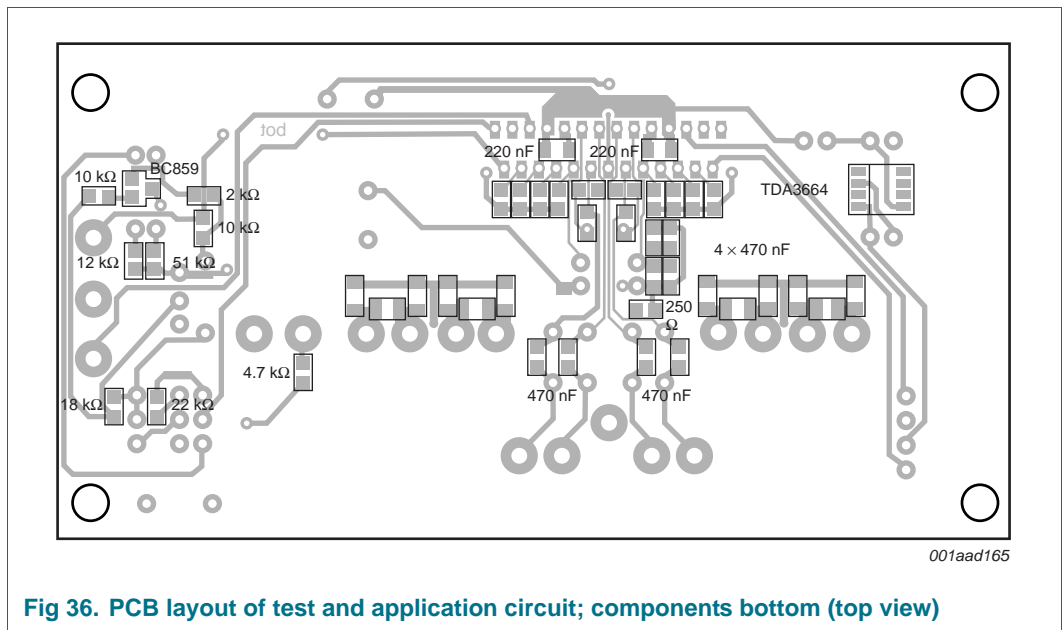 bot
220 nF
220 nF
BC859
10 kΩ
2 kΩ
TDA3664
10 kΩ
12 kΩ
51 kΩ
4 × 470 nF
250
Ω
4.7 kΩ
18 kΩ
22 kΩ
470 nF
470 nF
001aad165
Fig 36. PCB layout of test and application circuit; components bottom (top view)